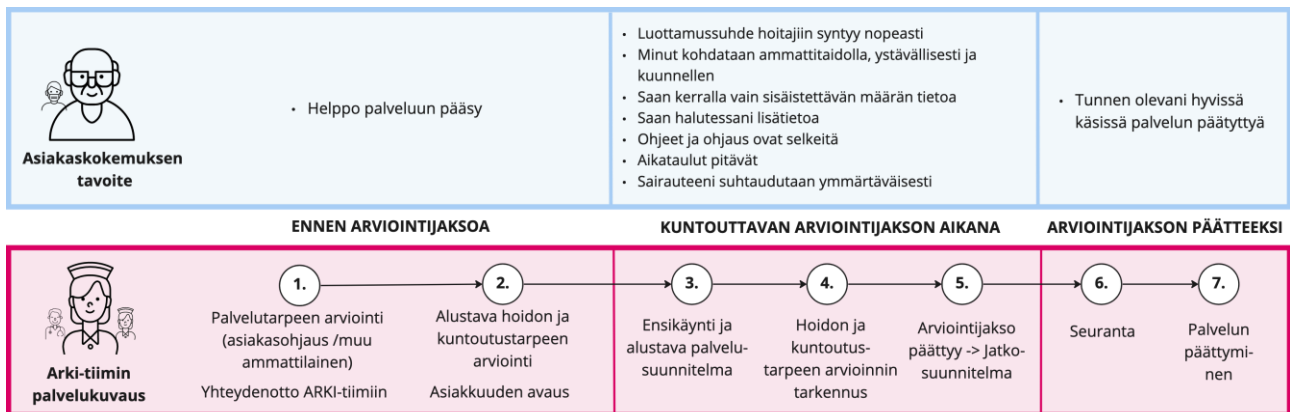 Asiakaskokemuksen
tavoite
• Helppo palveluun pääsy
• Luottamussuhde hoitajiin syntyy nopeasti
• Minut kohdataan ammattitaidolla, ystävällisesti ja
kuunnellen
• Saan kerralla vain sisäistettävän määrän tietoa
• Saan halutessani lisätietoa
• Ohjeet ja ohjaus ovat selkeitä
• Aikataulut pitävät
• Sairauteeni suhtaudutaan ymmärtäväisesti
• Tunnen olevani hyvissä
käsissä palvelun päätyttyä
ENNEN ARVIOINTIJAKSOA
KUNTOUTTAVAN ARVIOINTIJAKSON AIKANA
ARVIOINTIJAKSON PÄÄTTEEKSI
Arki-tiimin
palvelukuvaus
1.
Palvelutarpeen arviointi
(asiakasohjaus /muu
ammattilainen)
Yhteydenotto ARKI-tiimiin
2.
Alustava hoidon ja
kuntoutustarpeen
arviointi
Asiakkuuden avaus
3.
Ensikäynti ja
alustava palvelu-
suunnitelma
4.
Hoidon ja
kuntoutus-
tarpeen arvioinnin
tarkennus
5.
Arviointijakso
päättyy -> Jatko-
suunnitelma
6.
Seuranta
7.
Palvelun
päättymi-
nen